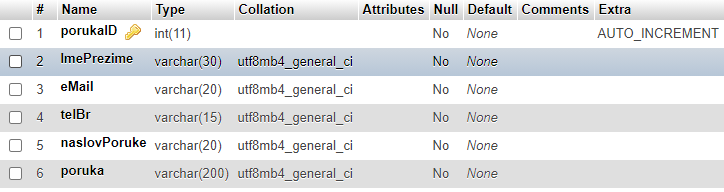 # Name Type Collation Attributes Null Default Comments Extra
1 porukaID int(11) No None AUTO_INCREMENT
2 ImePrezime varchar(30) utf8mb4_general_ci No None
3 eMail varchar(20) utf8mb4_general_ci No None
4 telBr varchar(15) utf8mb4_general_ci No None
5 naslovPoruke varchar(20) utf8mb4_general_ci No None
6 poruka varchar(200) utf8mb4_general_ci No None